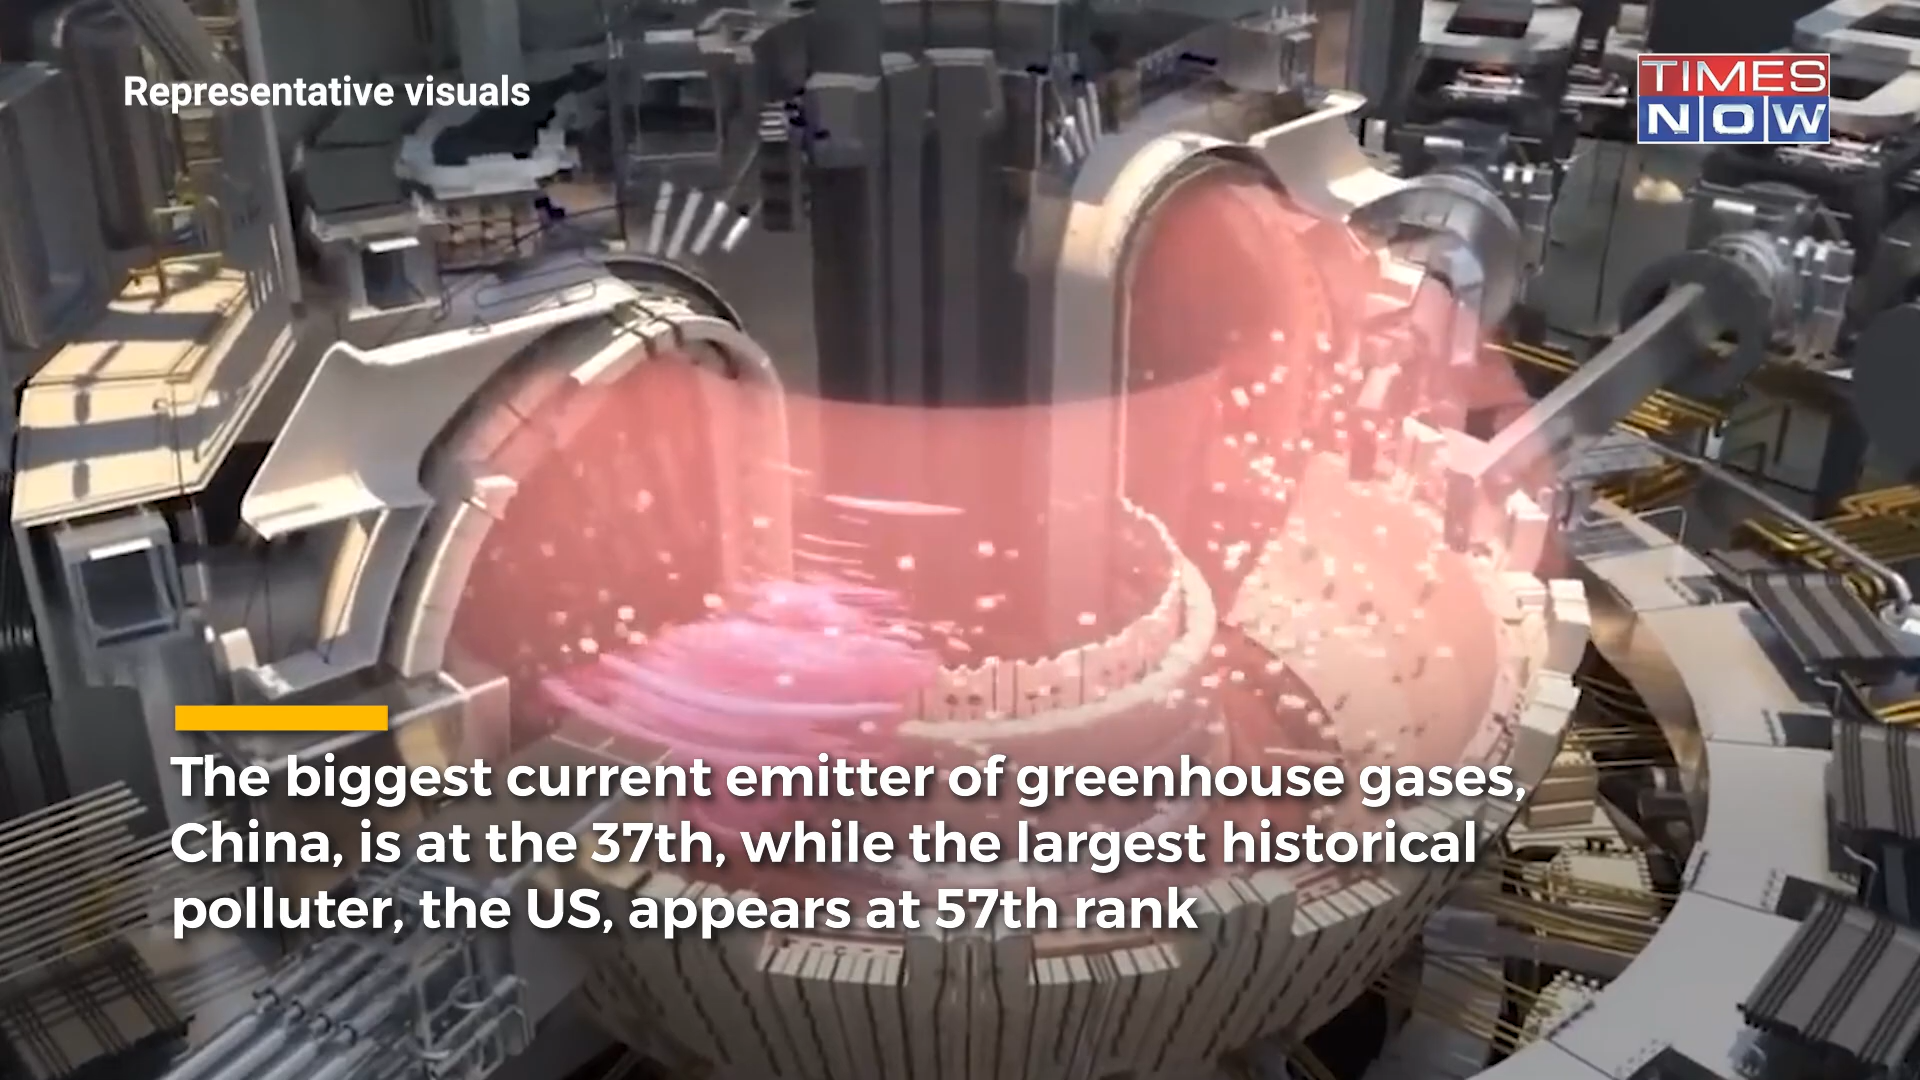 Representative visuals
TIMES
NOW
The biggest current emitter of greenhouse gases,
China, is at the 37th, while the largest historical
polluter, the US, appears at 57th rank